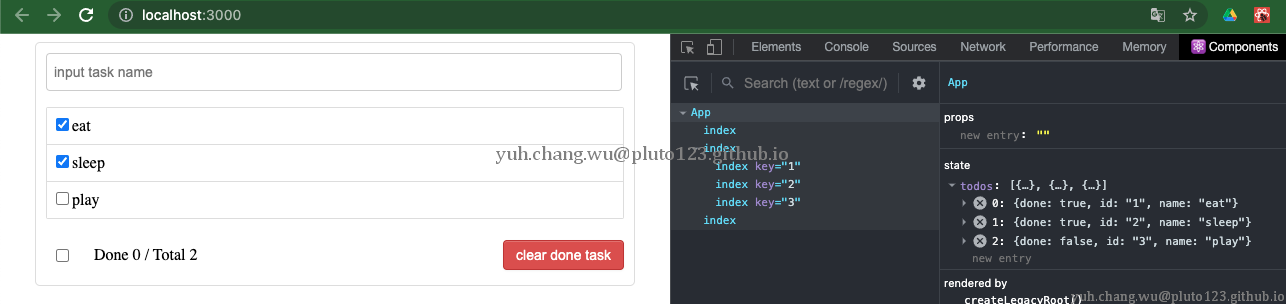 localhost:3000
input task name
eat
sleep
play
Done 0 / Total 2
clear done task
Elements Console Sources Network Performance Memory Components
Search (text or /regex/)
App
index
index
index key="1"
index key="2"
index key="3"
index
App
props
new entry: ""
state
todos: [{…}, {…}, {…}]
0: {done: true, id: "1", name: "eat"}
1: {done: true, id: "2", name: "sleep"}
2: {done: false, id: "3", name: "play"}
new entry
rendered by
createLegacyRoot()
yuh.chang.wu@pluto123.github.io
yuh.chang.wu@pluto123.github.io